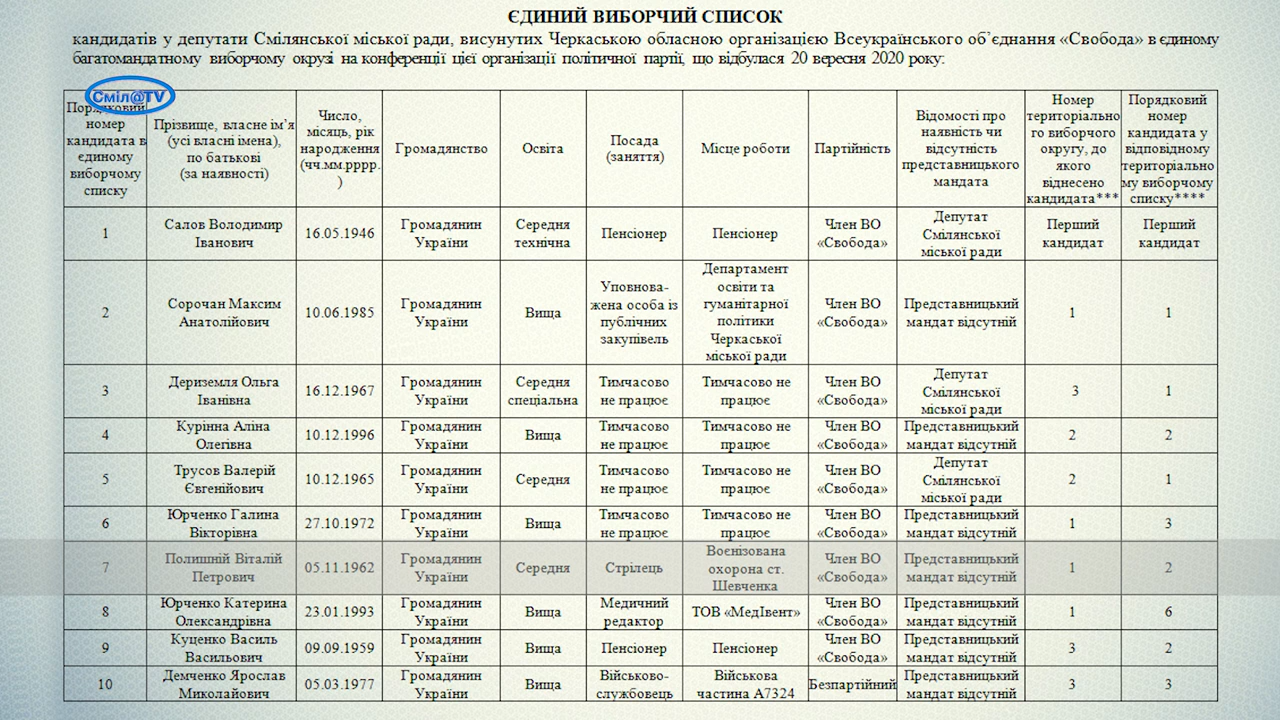 ЄДИНИЙ ВИБОРЧИЙ СПИСОК
кандидатів у депутати Смілянської міської ради, висунутих Черкаською обласною організацією Всеукраїнського об’єднання «Свобода» в єдиному
багатомандатному виборчому окрузі на конференції цієї організації політичної партії, що відбулася 20 вересня 2020 року:
Сміл@TV
Порядковий
номер
кандидата в
єдиному
виборчому
списку
Прізвище, власне ім’я
(усі власні імена),
по батькові
(за наявності)
Число,
місяць, рік
народження
(чч.мм.рррр.
)
Громадянство
Освіта
Посада
(заняття)
Місце роботи
Партійність
Відомості про
наявність чи
відсутність
представницького
мандата
Номер
територіально
го виборчого
округу, до
якого
віднесено
кандидата***
Порядковий
номер
кандидата у
відповідному
територіально
му виборчому
списку****
1
Салов Володимир
Іванович
16.05.1946
Громадянин
України
Середня
технічна
Пенсіонер
Пенсіонер
Член ВО
«Свобода»
Депутат
Смілянської
міської ради
Перший
кандидат
Перший
кандидат
2
Сорочан Максим
Анатолійович
10.06.1985
Громадянин
України
Вища
Уповнова-
жена особа із
публічних
закупівель
Департамент
освіти та
гуманітарної
політики
Черкаської
міської ради
Член ВО
«Свобода»
Представницький
мандат відсутній
1
1
3
Дериземля Ольга
Іванівна
16.12.1967
Громадянин
України
Середня
спеціальна
Тимчасово
не працює
Тимчасово не
працює
Член ВО
«Свобода»
Депутат
Смілянської
міської ради
3
1
4
Курінна Аліна
Олегівна
10.12.1996
Громадянин
України
Вища
Тимчасово
не працює
Тимчасово не
працює
Член ВО
«Свобода»
Представницький
мандат відсутній
2
2
5
Трусов Валерій
Євгенійович
10.12.1965
Громадянин
України
Середня
Тимчасово
не працює
Тимчасово не
працює
Член ВО
«Свобода»
Депутат
Смілянської
міської ради
2
1
6
Юрченко Галина
Вікторівна
27.10.1972
Громадянин
України
Вища
Тимчасово
не працює
Тимчасово не
працює
Член ВО
«Свобода»
Представницький
мандат відсутній
1
3
7
Полишній Віталій
Петрович
05.11.1962
Громадянин
України
Середня
Стрілець
Воєнізована
охорона ст.
Шевченка
Член ВО
«Свобода»
Представницький
мандат відсутній
1
2
8
Юрченко Катерина
Олександрівна
23.01.1993
Громадянин
України
Вища
Медичний
редактор
ТОВ «МедІвент»
Член ВО
«Свобода»
Представницький
мандат відсутній
1
6
9
Куценко Василь
Васильович
09.09.1959
Громадянин
України
Вища
Пенсіонер
Пенсіонер
Член ВО
«Свобода»
Представницький
мандат відсутній
3
2
10
Демченко Ярослав
Миколайович
05.03.1977
Громадянин
України
Вища
Військово-
службовець
Військова
частина А7324
Безпартійний
Представницький
мандат відсутній
3
3